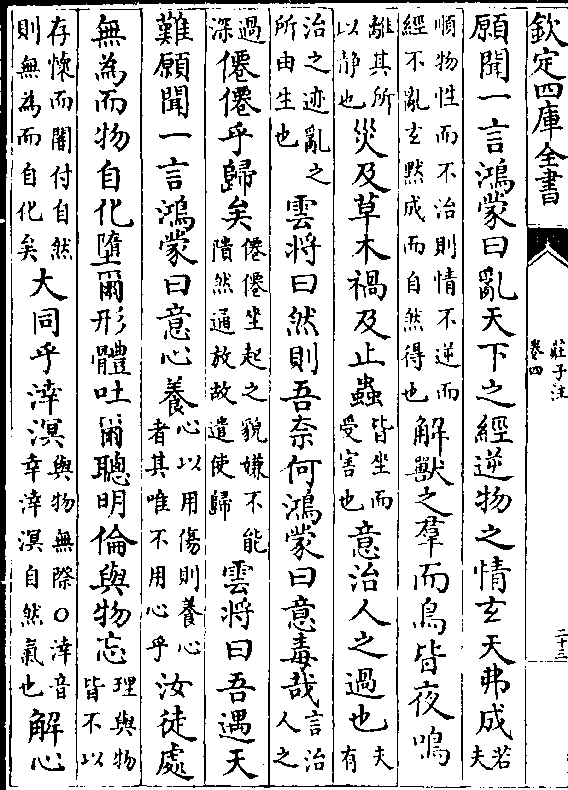 欽定四庫全書
莊子注
卷四
二十三
願聞一言鴻蒙曰亂天下之經逆物之情玄天弗成若夫
順物性而不治則情不逆而
經不亂玄默成而自然得也
解獸之羣而鳥皆夜鳴
離其所
以静也
災及草木禍及止蟲
皆坐而
受害也
意治人之過也
夫有
治之迹亂之
所由生也
雲將曰然則吾奈何鴻蒙曰意毒哉
言治人之
過深
僊僊乎歸矣
僊僊坐起之貌嫌不能
隤然通放故遣使歸
雲將曰吾遇天
難願聞一言鴻蒙曰意心養
心以用傷則養心
者其唯不用心乎
汝徒處
無為而物自化墮爾形體吐爾聰明倫與物忘
理與物
皆不以
存懷而闇付自然
則無為而自化矣
大同乎涬溟
與物無際○涬音
幸涬溟自然氣也
解心